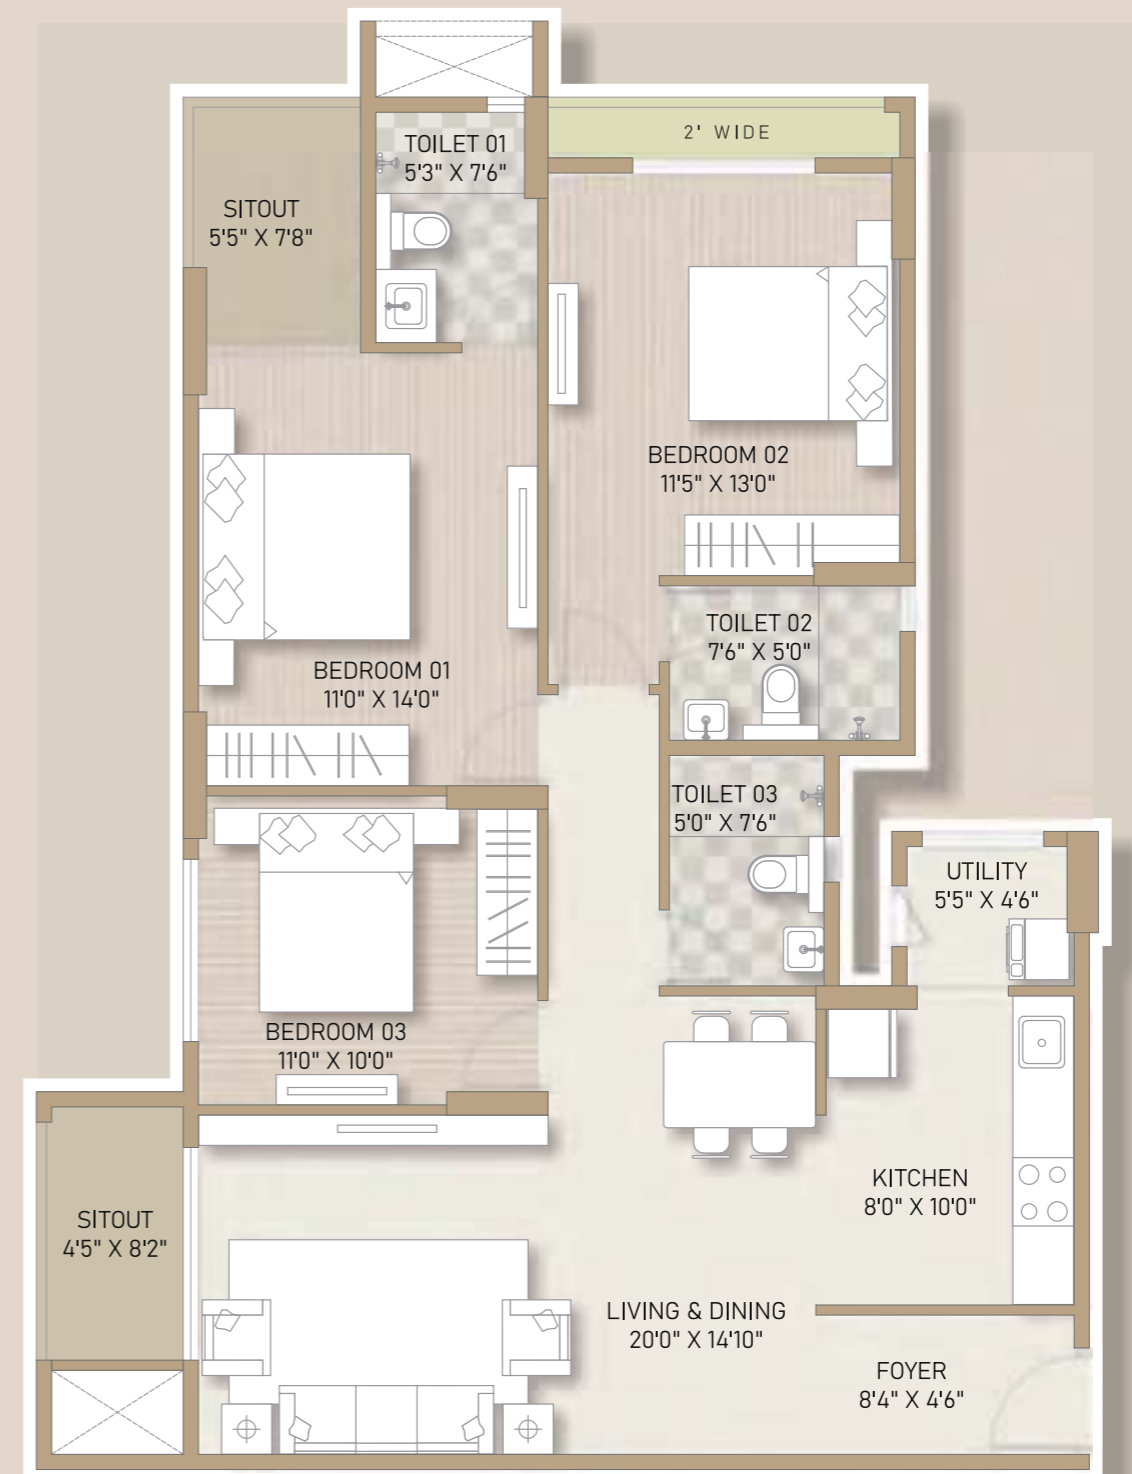 TOILET 01
5'3" X 7'6"
2' WIDE
SITOUT
5'5" X 7'8"
BEDROOM 02
11'5" X 13'0"
TOILET 02
7'6" X 5'0"
BEDROOM 01
11'0" X 14'0"
TOILET 03
5'0" X 7'6"
UTILITY
5'5" X 4'6"
BEDROOM 03
11'0" X 10'0"
KITCHEN
8'0" X 10'0"
SITOUT
4'5" X 8'2"
LIVING & DINING
20'0" X 14'10"
FOYER
8'4" X 4'6"